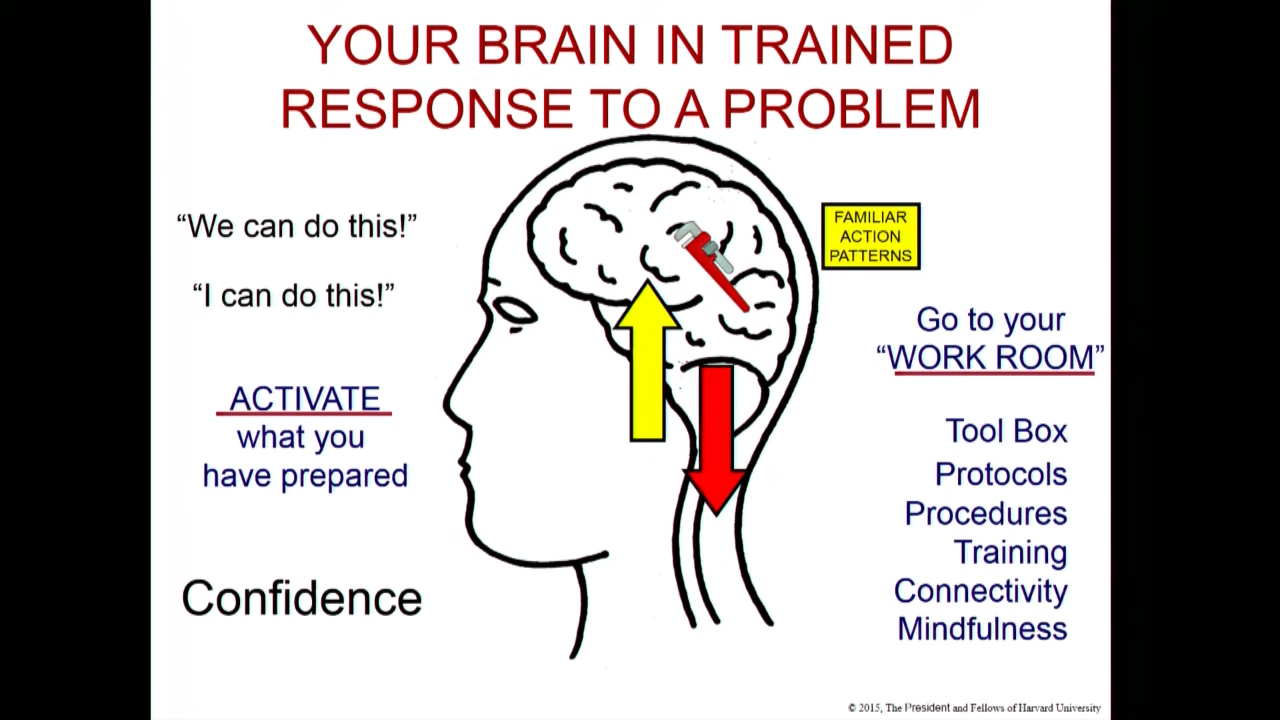 YOUR BRAIN IN TRAINED
RESPONSE TO A PROBLEM
“We can do this!”
“I can do this!”
ACTIVATE
what you
have prepared
Confidence
FAMILIAR
ACTION
PATTERNS
Go to your
“WORK ROOM”
Tool Box
Protocols
Procedures
Training
Connectivity
Mindfulness
© 2015, The President and Fellows of Harvard University